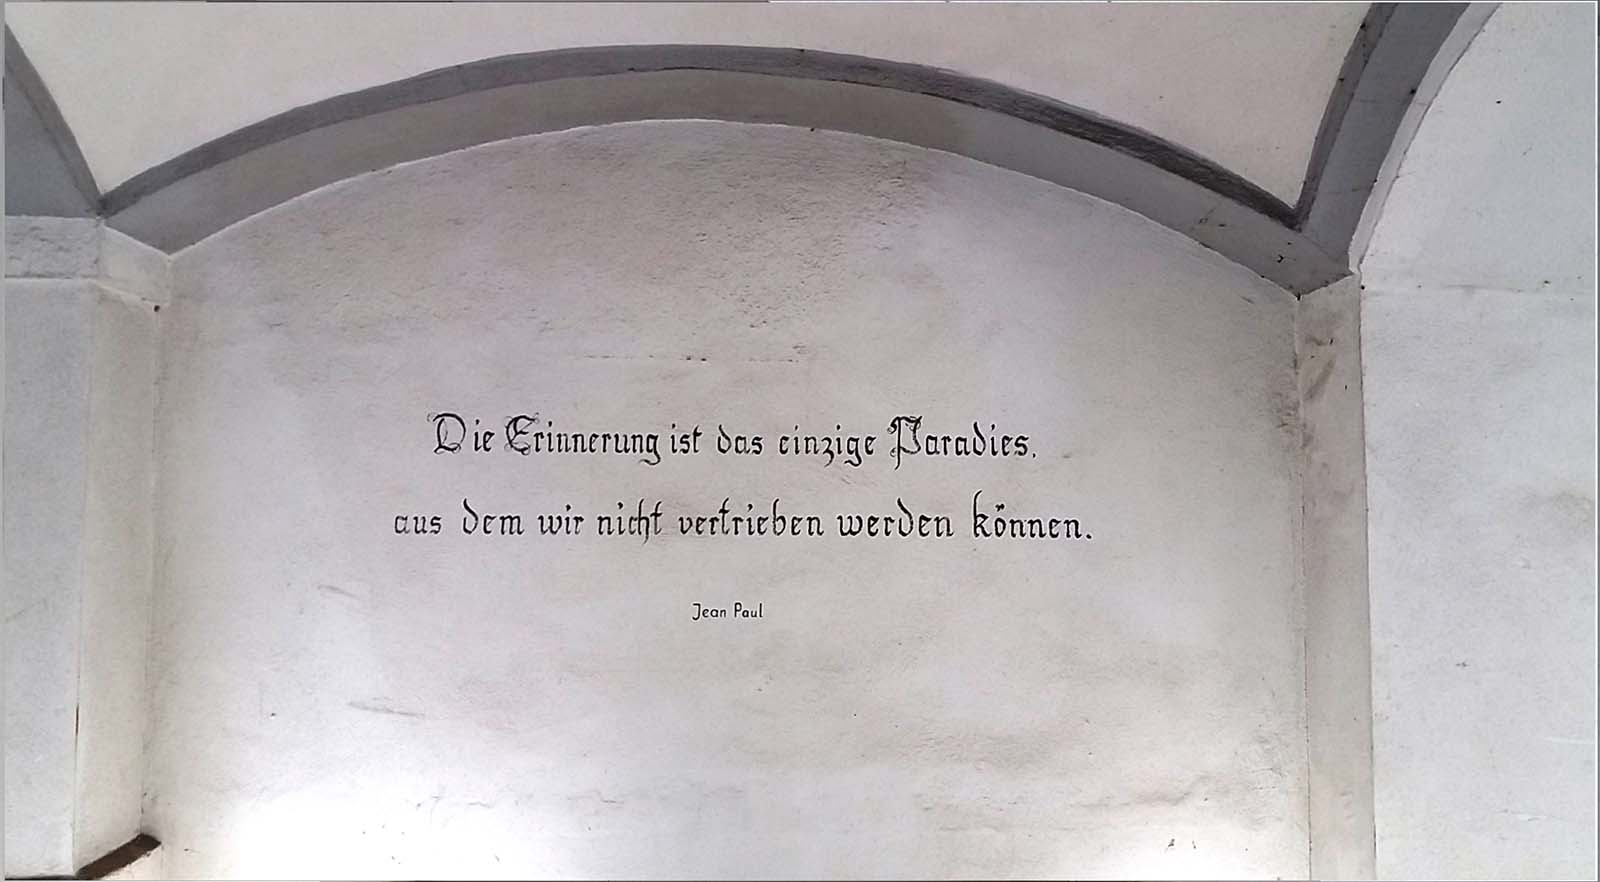 Die Erinnerung ist das einzige Paradies,
aus dem wir nicht vertrieben werden können.
Jean Paul